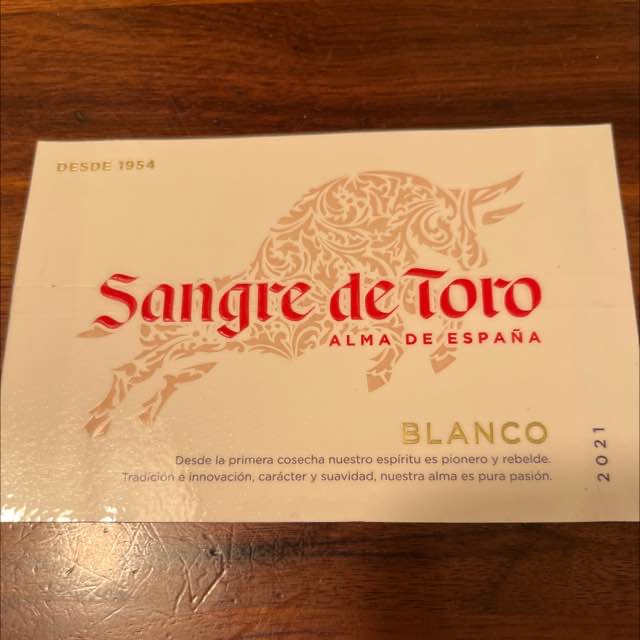 DESDE 1954
Sangre de Toro
ALMA DE ESPAÑA
BLANCO
Desde la primera cosecha nuestro espíritu es pionero y rebelde.
Tradición e innovación, carácter y suavidad, nuestra alma es pura pasión.
2021